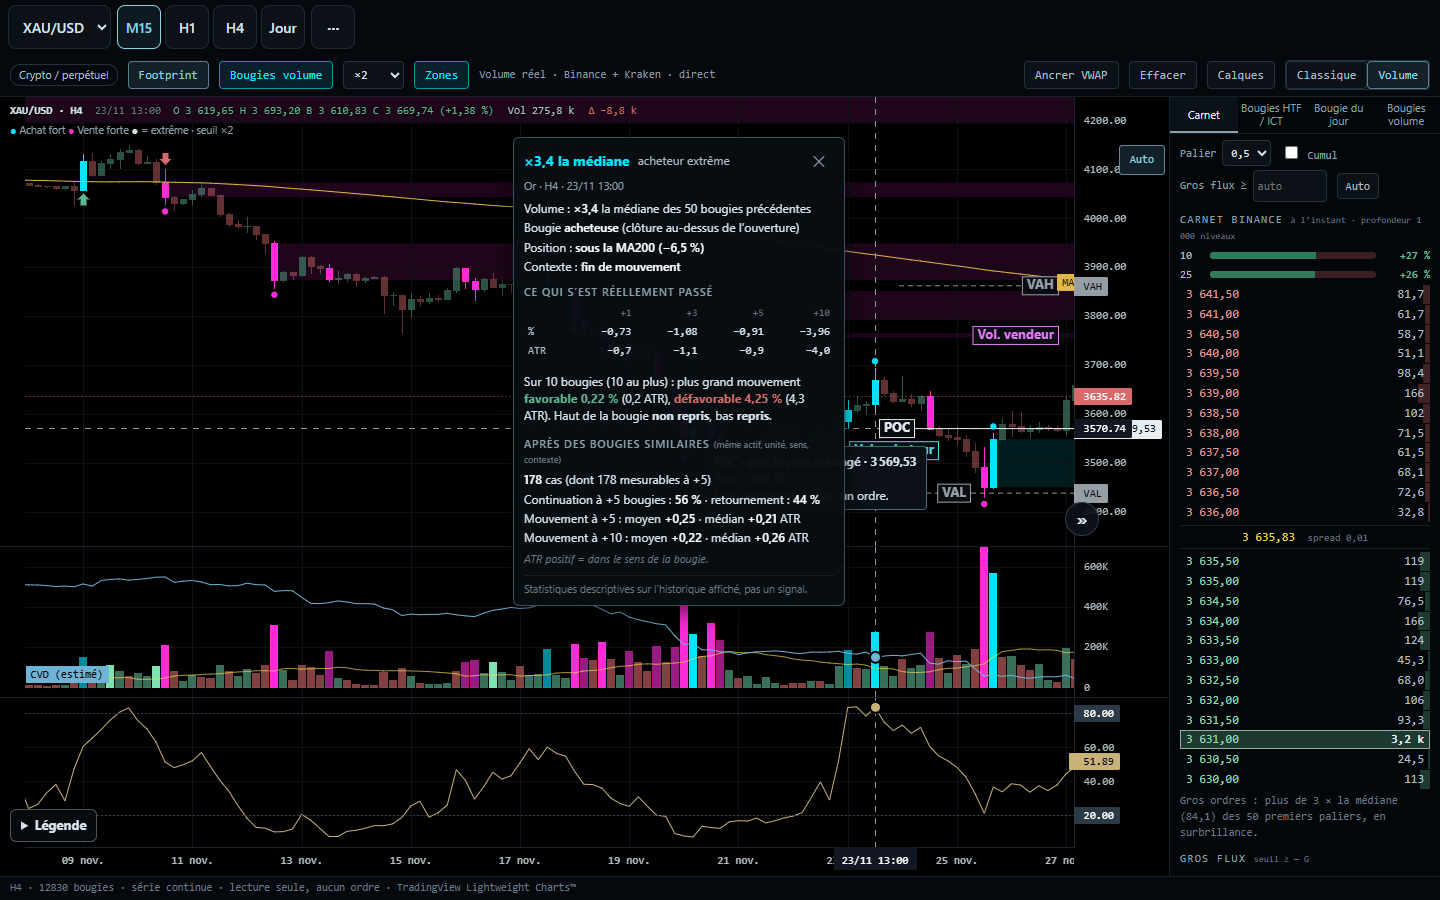 XAU/USD M15 H1 H4 Jour ---
Crypto / perpétuel Footprint Bougies volume ×2 Zones Volume réel · Binance + Kraken · direct Ancrer VWAP Effacer Calques Classique Volume
XAU/USD · H4 23/11 13:00 O 3 619,65 H 3 693,20 B 3 610,83 C 3 669,74 (+1,38 %) Vol 275,8 k Δ −8,8 k
Achat fort Vente forte = extrême · seuil ×2
×3,4 la médiane acheteur extrême
Or · H4 · 23/11 13:00
Volume : ×3,4 la médiane des 50 bougies précédentes
Bougie acheteuse (clôture au-dessus de l’ouverture)
Position : sous la MA200 (−6,5 %)
Contexte : fin de mouvement
CE QUI S’EST RÉELLEMENT PASSÉ
+1 +3 +5 +10
% −0,73 −1,08 −0,91 −3,96
ATR −0,7 −1,1 −0,9 −4,0
Sur 10 bougies (10 au plus) : plus grand mouvement
favorable 0,22 % (0,2 ATR), défavorable 4,25 % (4,3
ATR). Haut de la bougie non repris, bas repris.
APRÈS DES BOUGIES SIMILAIRES (même actif, unité, sens,
contexte)
178 cas (dont 178 mesurables à +5)
Continuation à +5 bougies : 56 % · retournement : 44 %
Mouvement à +5 : moyen +0,25 · médian +0,21 ATR
Mouvement à +10 : moyen +0,22 · médian +0,26 ATR
ATR positif = dans le sens de la bougie.
Statistiques descriptives sur l’historique affiché, pas un signal.
VAH MA VAH
Vol. vendeur
POC
3 569,53
un ordre.
VAL VAL
»
4200.00
4100.0
Auto
4000.00
3900.00
3800.00
3700.00
3635.82
3600.00
3570.74 9,53
3500.00
600K
400K
200K
0
CVD (estimé)
80.00
60.00
51.89
40.00
20.00
Légende
09 nov. 11 nov. 13 nov. 15 nov. 17 nov. 19 nov. 21 nov. 23/11 13:00 25 nov. 27 no
Carnet
Bougies HTF
/ ICT
Bougie du
jour
Bougies
volume
Palier 0,5 Cumul
Gros flux ≥ auto Auto
CARNET BINANCE à l’instant · profondeur 1
000 niveaux
10 +27 %
25 +26 %
3 641,50 81,7
3 641,00 61,7
3 640,50 58,7
3 640,00 51,1
3 639,50 98,4
3 639,00 166
3 638,50 102
3 638,00 71,5
3 637,50 61,5
3 637,00 68,1
3 636,50 72,6
3 636,00 32,8
3 635,83 spread 0,01
3 635,50 119
3 635,00 119
3 634,50 76,5
3 634,00 166
3 633,50 124
3 633,00 45,3
3 632,50 68,0
3 632,00 106
3 631,50 93,3
3 631,00 3,2 k
3 630,50 24,5
3 630,00 113
Gros ordres : plus de 3 × la médiane
(84,1) des 50 premiers paliers, en
surbrillance.
GROS FLUX seuil ≥ — G
H4 · 12830 bougies · série continue · lecture seule, aucun ordre · TradingView Lightweight Charts™